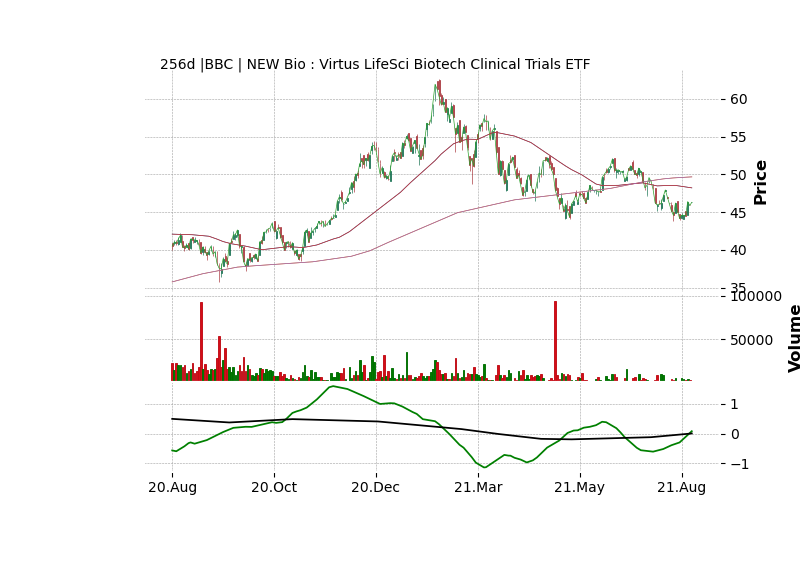 256d |BBC | NEW Bio : Virtus LifeSci Biotech Clinical Trials ETF
60
55
50
45
40
35
Price
100000
50000
Volume
1
0
−1
20.Aug 20.Oct 20.Dec 21.Mar 21.May 21.Aug